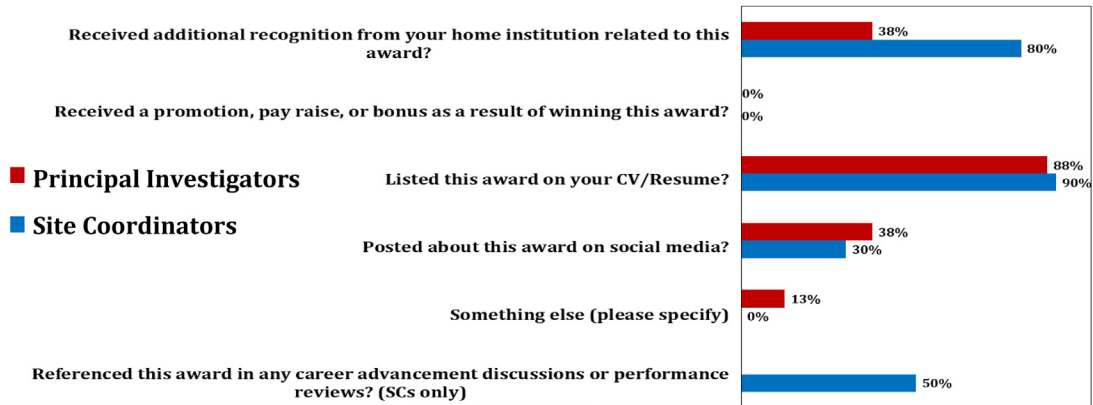 Received additional recognition from your home institution related to this
award?
38%
80%
Received a promotion, pay raise, or bonus as a result of winning this award?
0%
0%
Principal Investigators
Site Coordinators
Listed this award on your CV/Resume?
88%
90%
Posted about this award on social media?
38%
30%
Something else (please specify)
13%
0%
Referenced this award in any career advancement discussions or performance
reviews? (SCs only)
50%